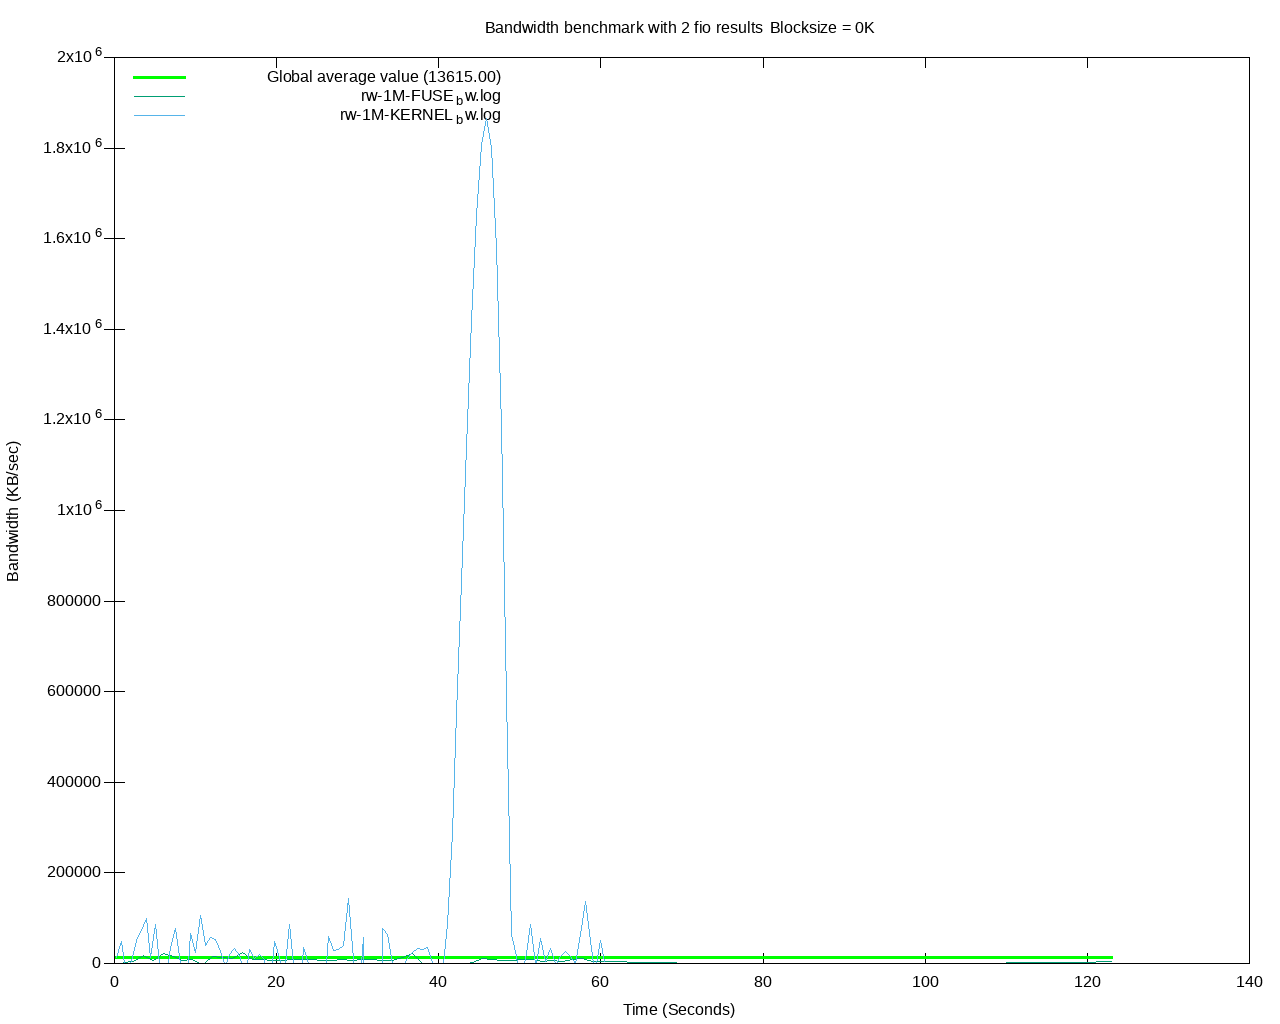 Bandwidth benchmark with 2 fio results Blocksize = 0K
2x10 6
1.8x10 6
1.6x10 6
1.4x10 6
1.2x10 6
1x10 6
800000
600000
400000
200000
0
Bandwidth (KB/sec)
Global average value (13615.00)
rw-1M-FUSE b w.log
rw-1M-KERNEL b w.log
0 20 40 60 80 100 120 140
Time (Seconds)